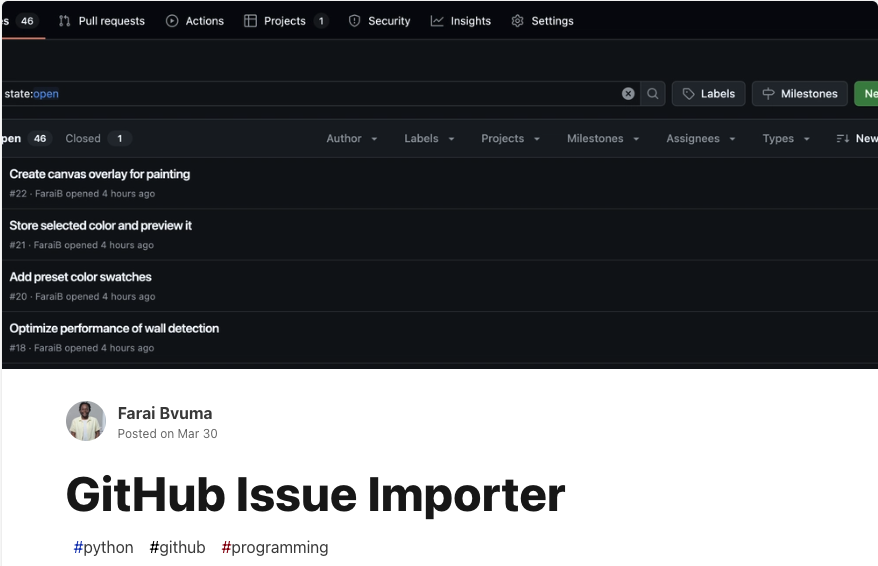 es 46 Pull requests Actions Projects 1 Security Insights Settings
state:open Labels Milestones Ne
pen 46 Closed 1 Author Labels Projects Milestones Assignees Types New
Create canvas overlay for painting
#22 · FaraiB opened 4 hours ago
Store selected color and preview it
#21 · FaraiB opened 4 hours ago
Add preset color swatches
#20 · FaraiB opened 4 hours ago
Optimize performance of wall detection
#18 · FaraiB opened 4 hours ago
Farai Bvuma
Posted on Mar 30
GitHub Issue Importer
#python #github #programming